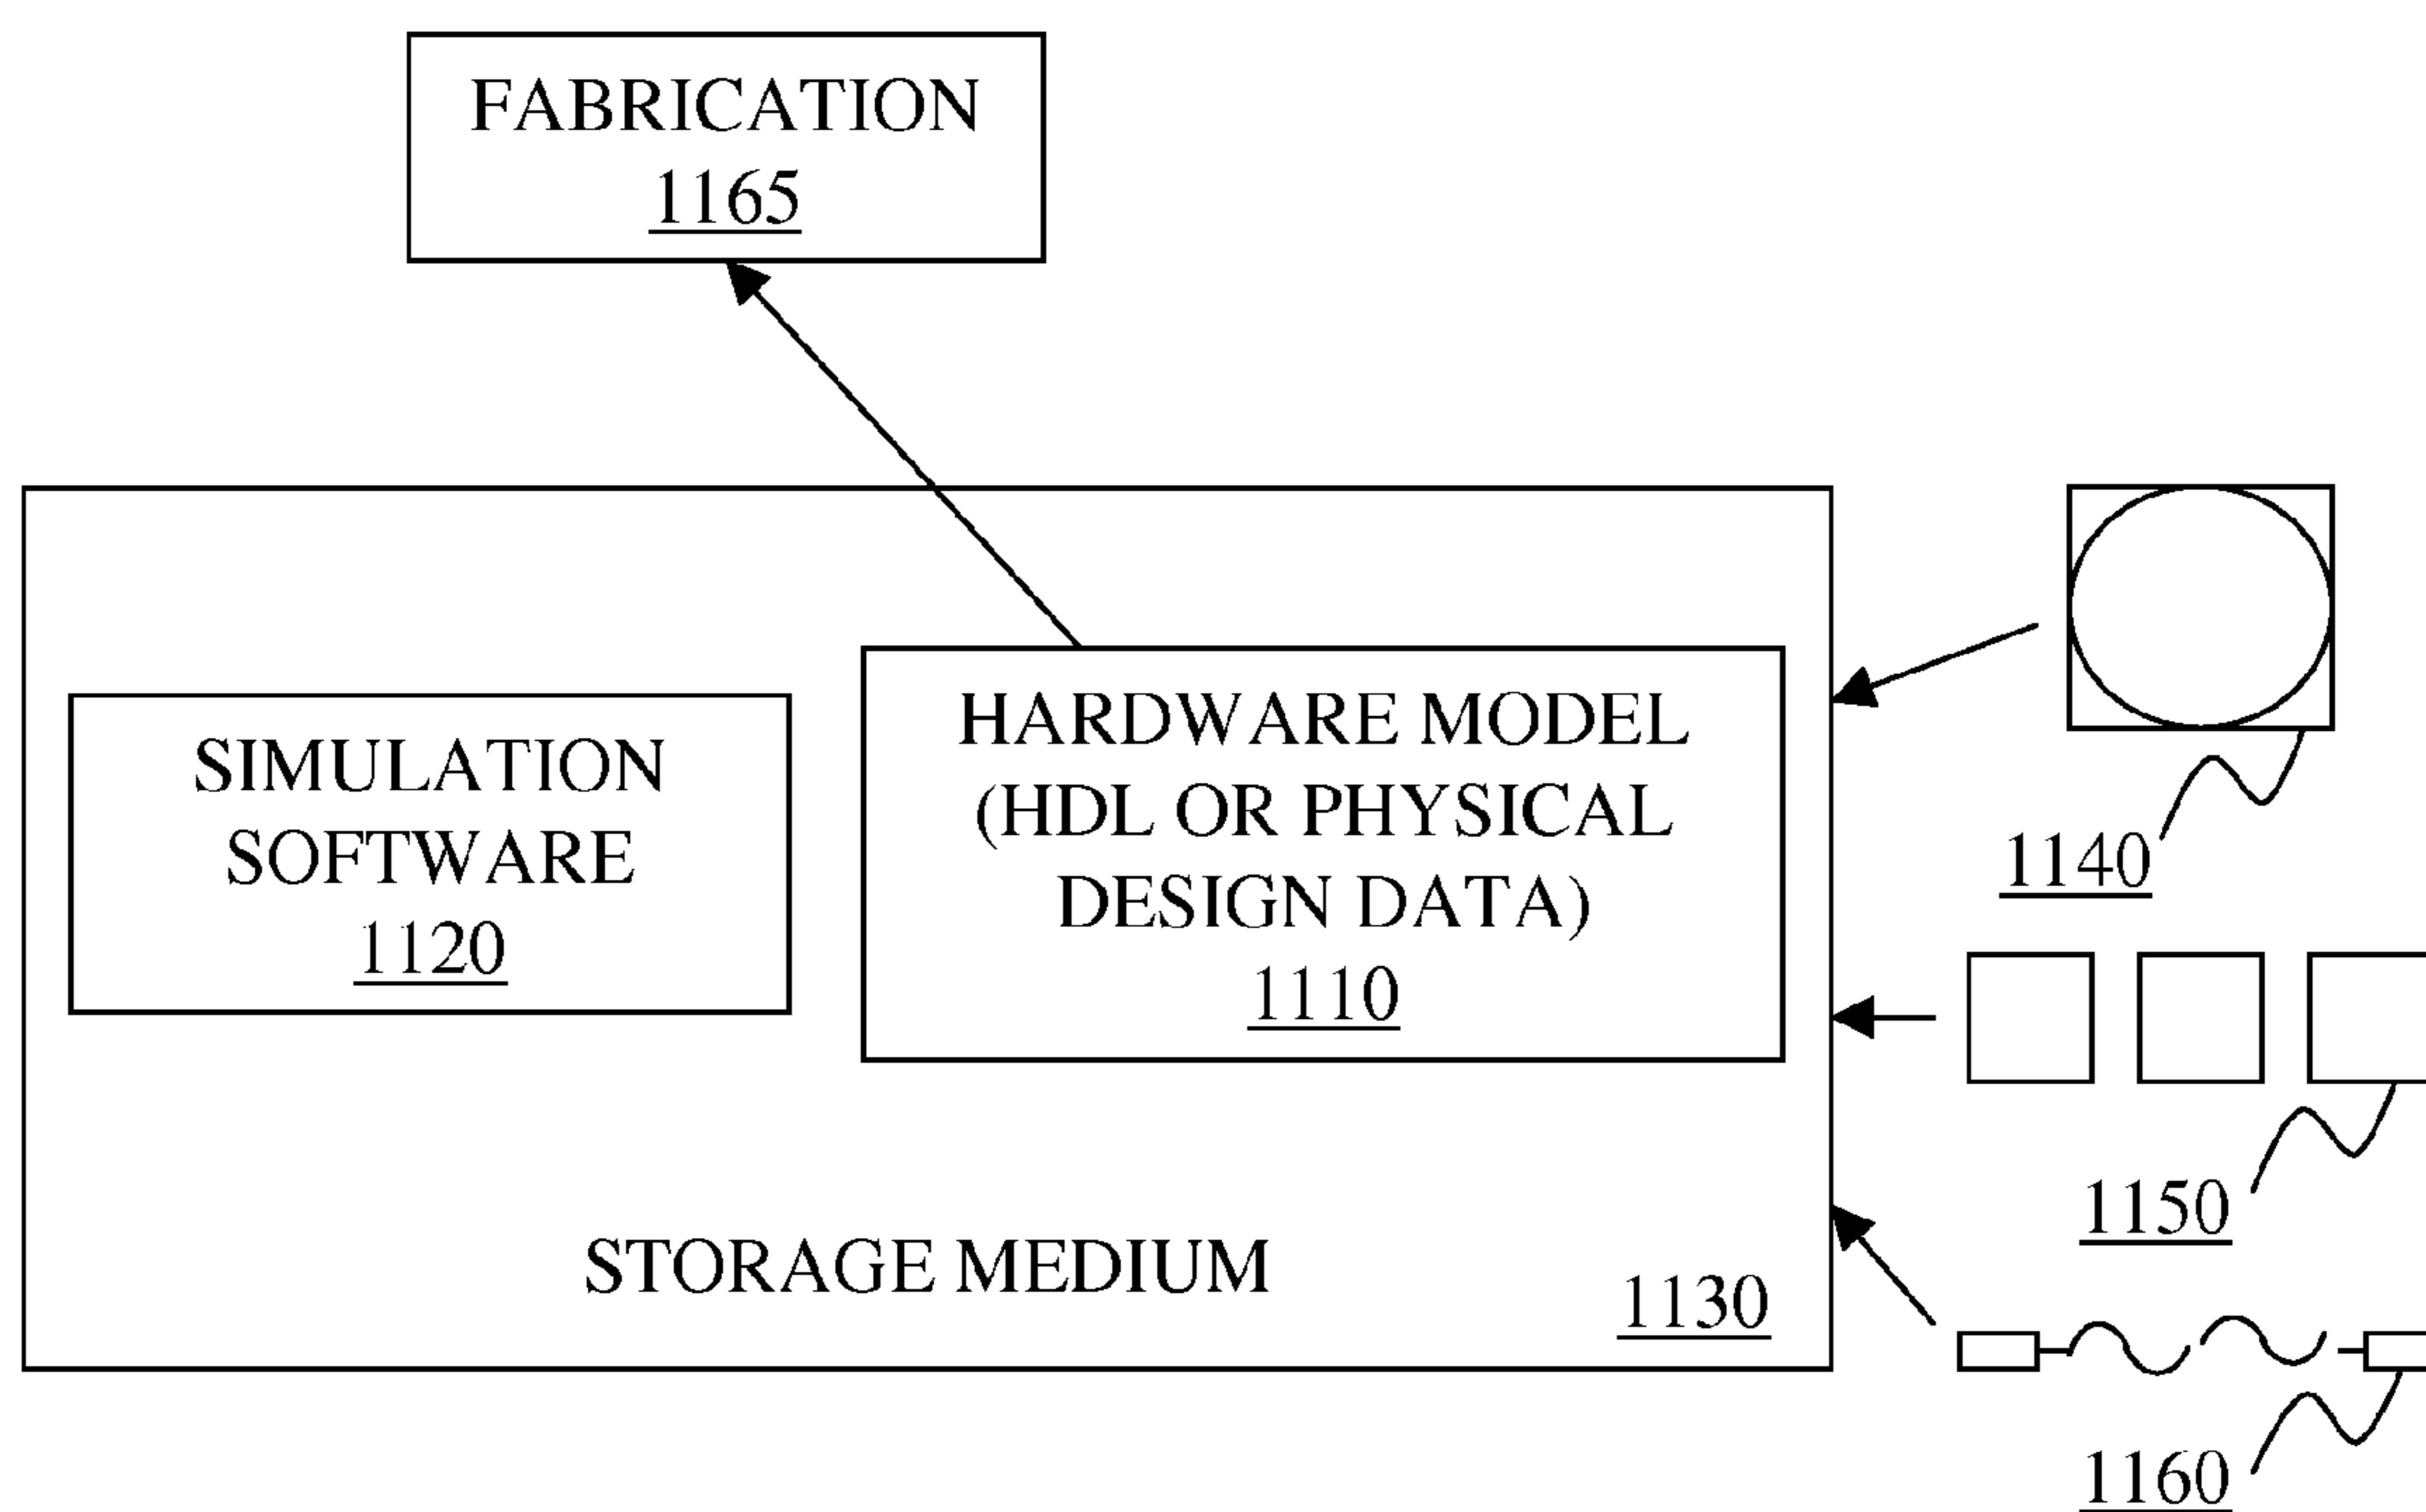 FABRICATION
1165
SIMULATION
SOFTWARE
1120
HARDWARE MODEL
(HDL OR PHYSICAL
DESIGN DATA)
1110
STORAGE MEDIUM
1130
1140
1150
1160